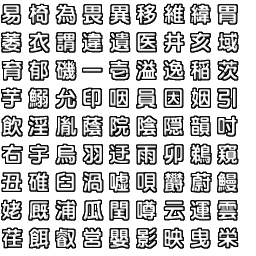 易椅為畏異移維緯胃
萎衣謂違遺医井亥域
育郁磯一壱溢逸稲茨
芋鰯允印咽員因姻引
飲淫胤蔭院陰隠韻吋
右宇烏羽迂雨卯鵜窺
丑碓臼渦嘘唄欝蔚鰻
姥厩浦瓜閏噂云運雲
荏餌叡営嬰影映曳栄